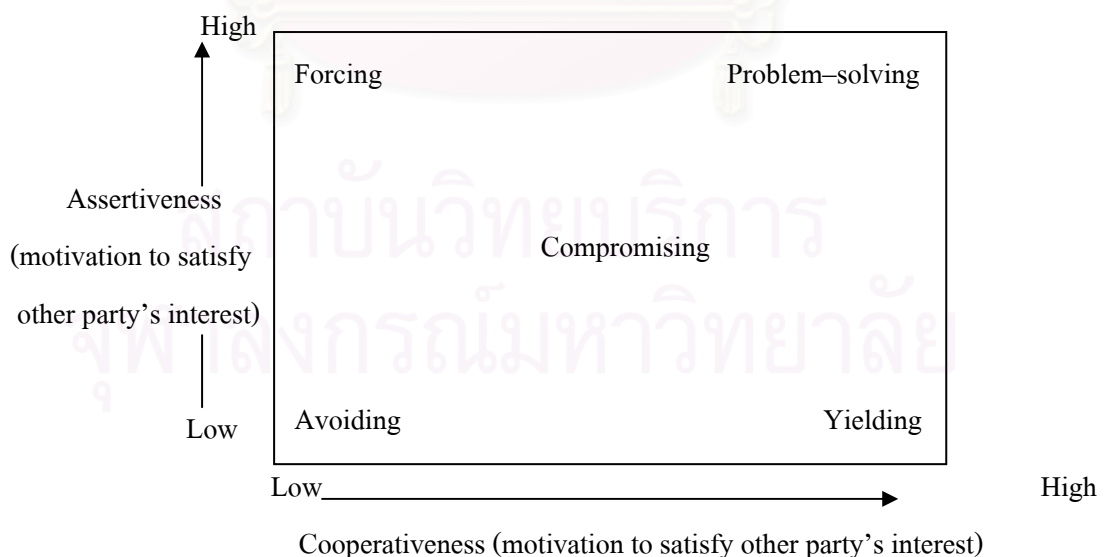 High
Forcing Problem–solving
Assertiveness
(motivation to satisfy
other party’s interest)
Compromising
สถาบันวิทยบริการ
จุฬาลงกรณ์มหาวิทยาลัย
Low
Avoiding Yielding
Low High
Cooperativeness (motivation to satisfy other party’s interest)